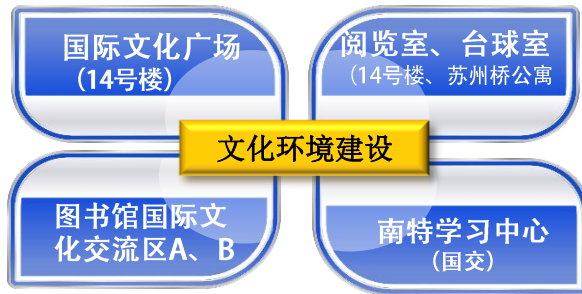 国际文化广场
（14号楼）
阅览室、台球室
（14号楼、苏州桥公寓
文化环境建设
图书馆国际文
化交流区A、B
南特学习中心
（国交）